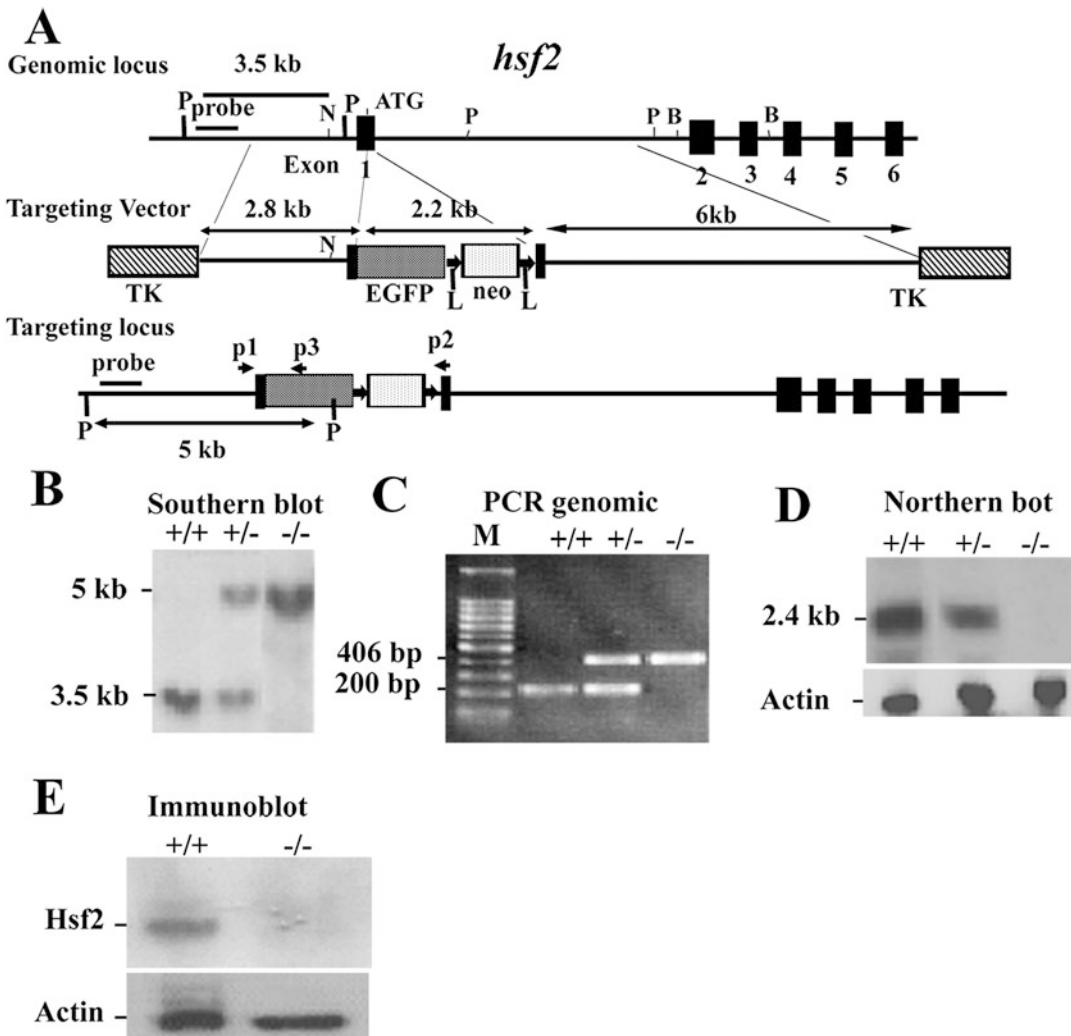 A
hsf2
Genomic locus
3.5 kb
P probe N P ATG P P B B
Exon 1 2 3 4 5 6
Targeting Vector
2.8 kb 2.2 kb 6kb
N
TK EGFP L neo L TK
Targeting locus
probe p1 p3 p2
P P
5 kb
B
Southern blot
+/+ +/- -/-
5 kb
3.5 kb
C
PCR genomic
M +/+ +/- -/-
406 bp
200 bp
D
Northern bot
+/+ +/- -/-
2.4 kb
Actin
E
Immunoblot
+/+ -/-
Hsf2
Actin